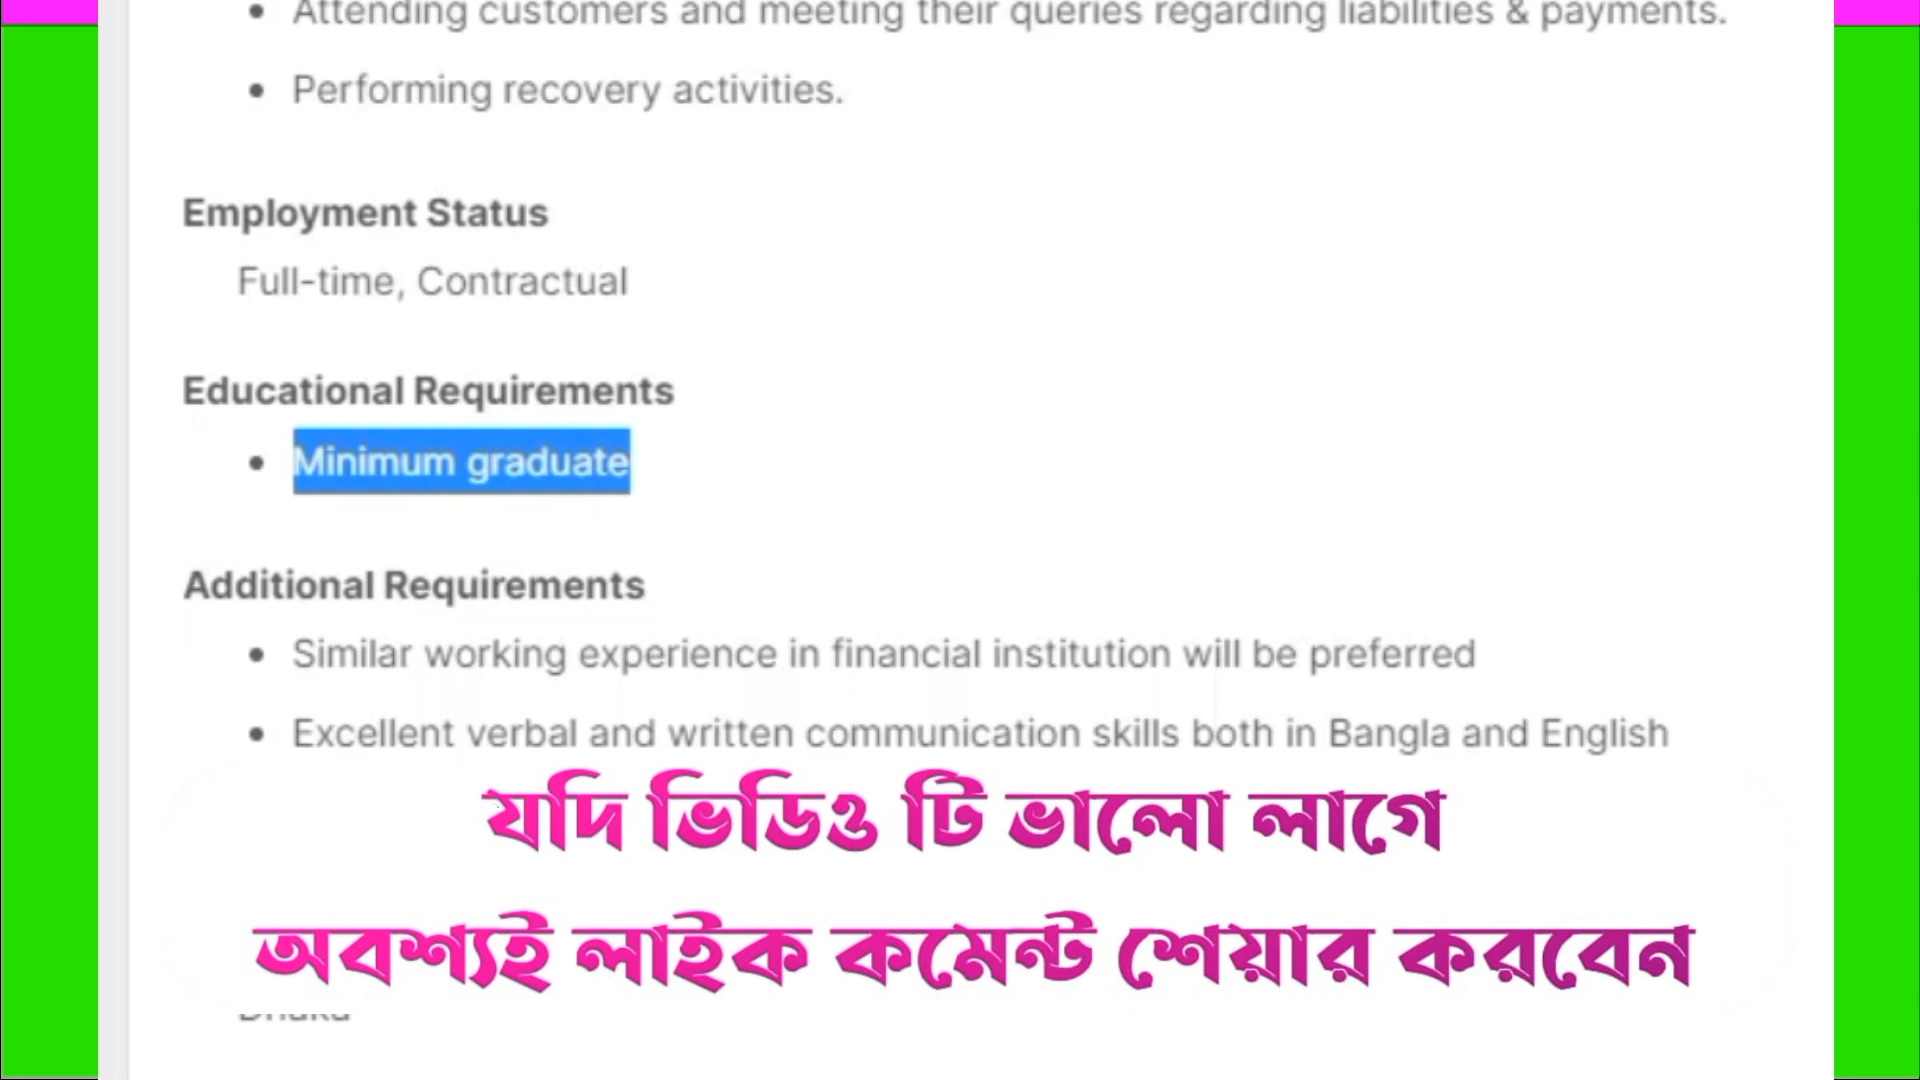 Attending customers and meeting their queries regarding liabilities & payments.
Performing recovery activities.
Employment Status
Full-time, Contractual
Educational Requirements
Minimum graduate
Additional Requirements
Similar working experience in financial institution will be preferred
Excellent verbal and written communication skills both in Bangla and English
যদি ভিডিও টি ভালো লাগে
অবশ্যই লাইক কমেন্ট শেয়ার করবেন